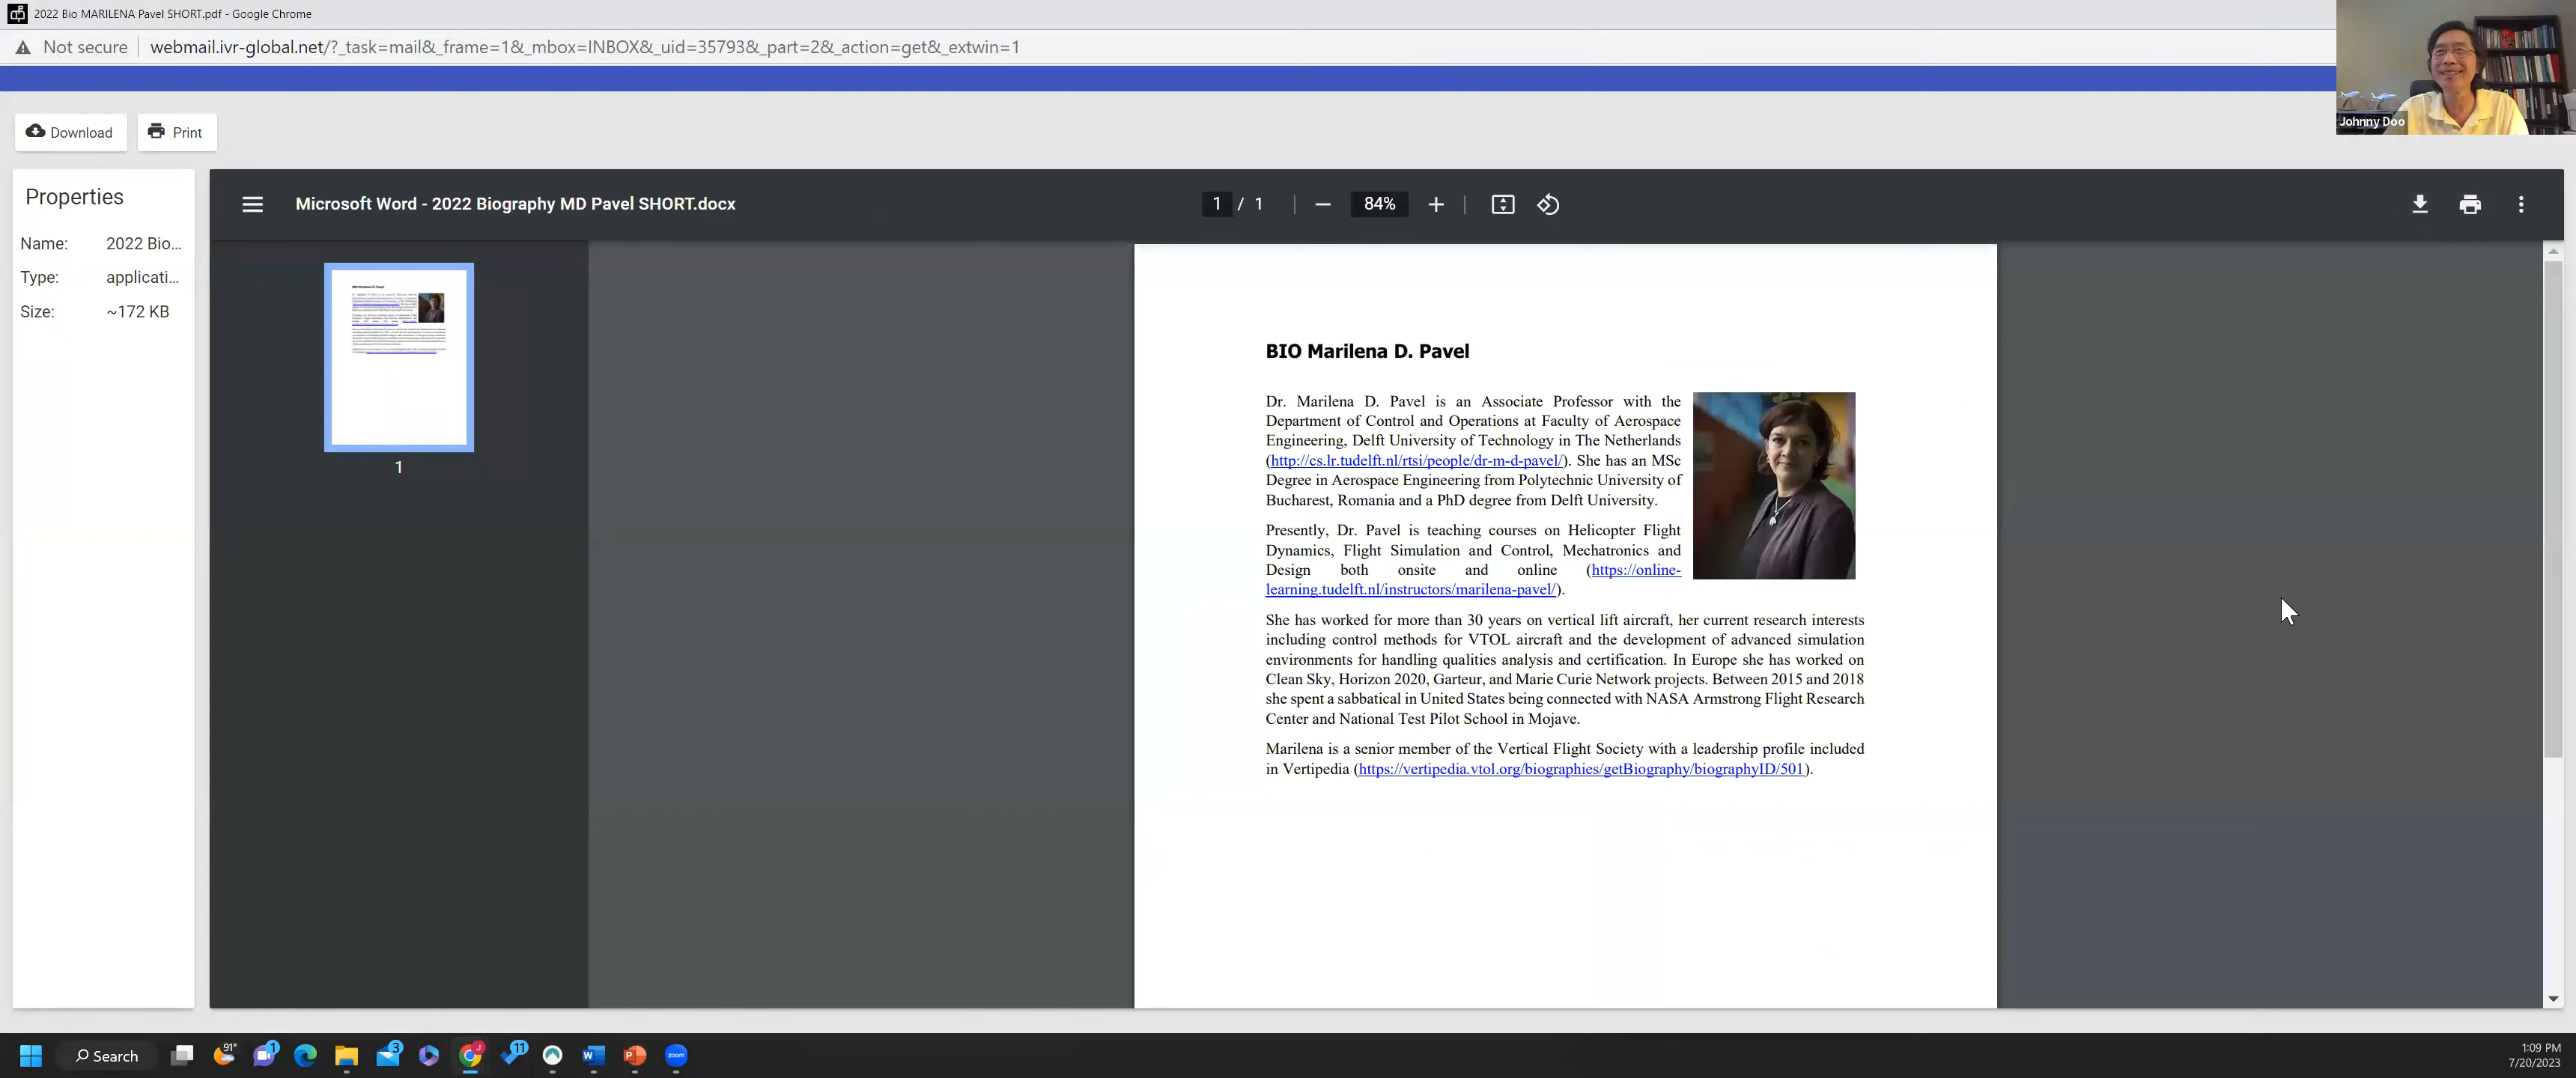 2022 Bio MARILENA Pavel SHORT.pdf - Google Chrome
Not secure
webmail.ivr-global.net/?_task=mail&_frame=1&_mbox=INBOX&_uid=35793&_part=2&_action=get&_extwin=1
Johnny Doo
Download
Print
Properties
Name: 2022 Bio...
Type: applicati...
Size: ~172 KB
Microsoft Word - 2022 Biography MD Pavel SHORT.docx
1 / 1
84%
1
BIO Marilena D. Pavel
Dr. Marilena D. Pavel is an Associate Professor with the
Department of Control and Operations at Faculty of Aerospace
Engineering, Delft University of Technology in The Netherlands
(http://cs.lr.tudelft.nl/rtsi/people/dr-m-d-pavel/). She has an MSc
Degree in Aerospace Engineering from Polytechnic University of
Bucharest, Romania and a PhD degree from Delft University.
Presently, Dr. Pavel is teaching courses on Helicopter Flight
Dynamics, Flight Simulation and Control, Mechatronics and
Design both onsite and online (https://online-
learning.tudelft.nl/instructors/marilena-pavel/).
She has worked for more than 30 years on vertical lift aircraft, her current research interests
including control methods for VTOL aircraft and the development of advanced simulation
environments for handling qualities analysis and certification. In Europe she has worked on
Clean Sky, Horizon 2020, Garteur, and Marie Curie Network projects. Between 2015 and 2018
she spent a sabbatical in United States being connected with NASA Armstrong Flight Research
Center and National Test Pilot School in Mojave.
Marilena is a senior member of the Vertical Flight Society with a leadership profile included
in Vertipedia (https://vertipedia.vtol.org/biographies/getBiography/biographyID/501).
Search
91°
1
3
J
11
W
P
zoom
1:09 PM
7/20/2023